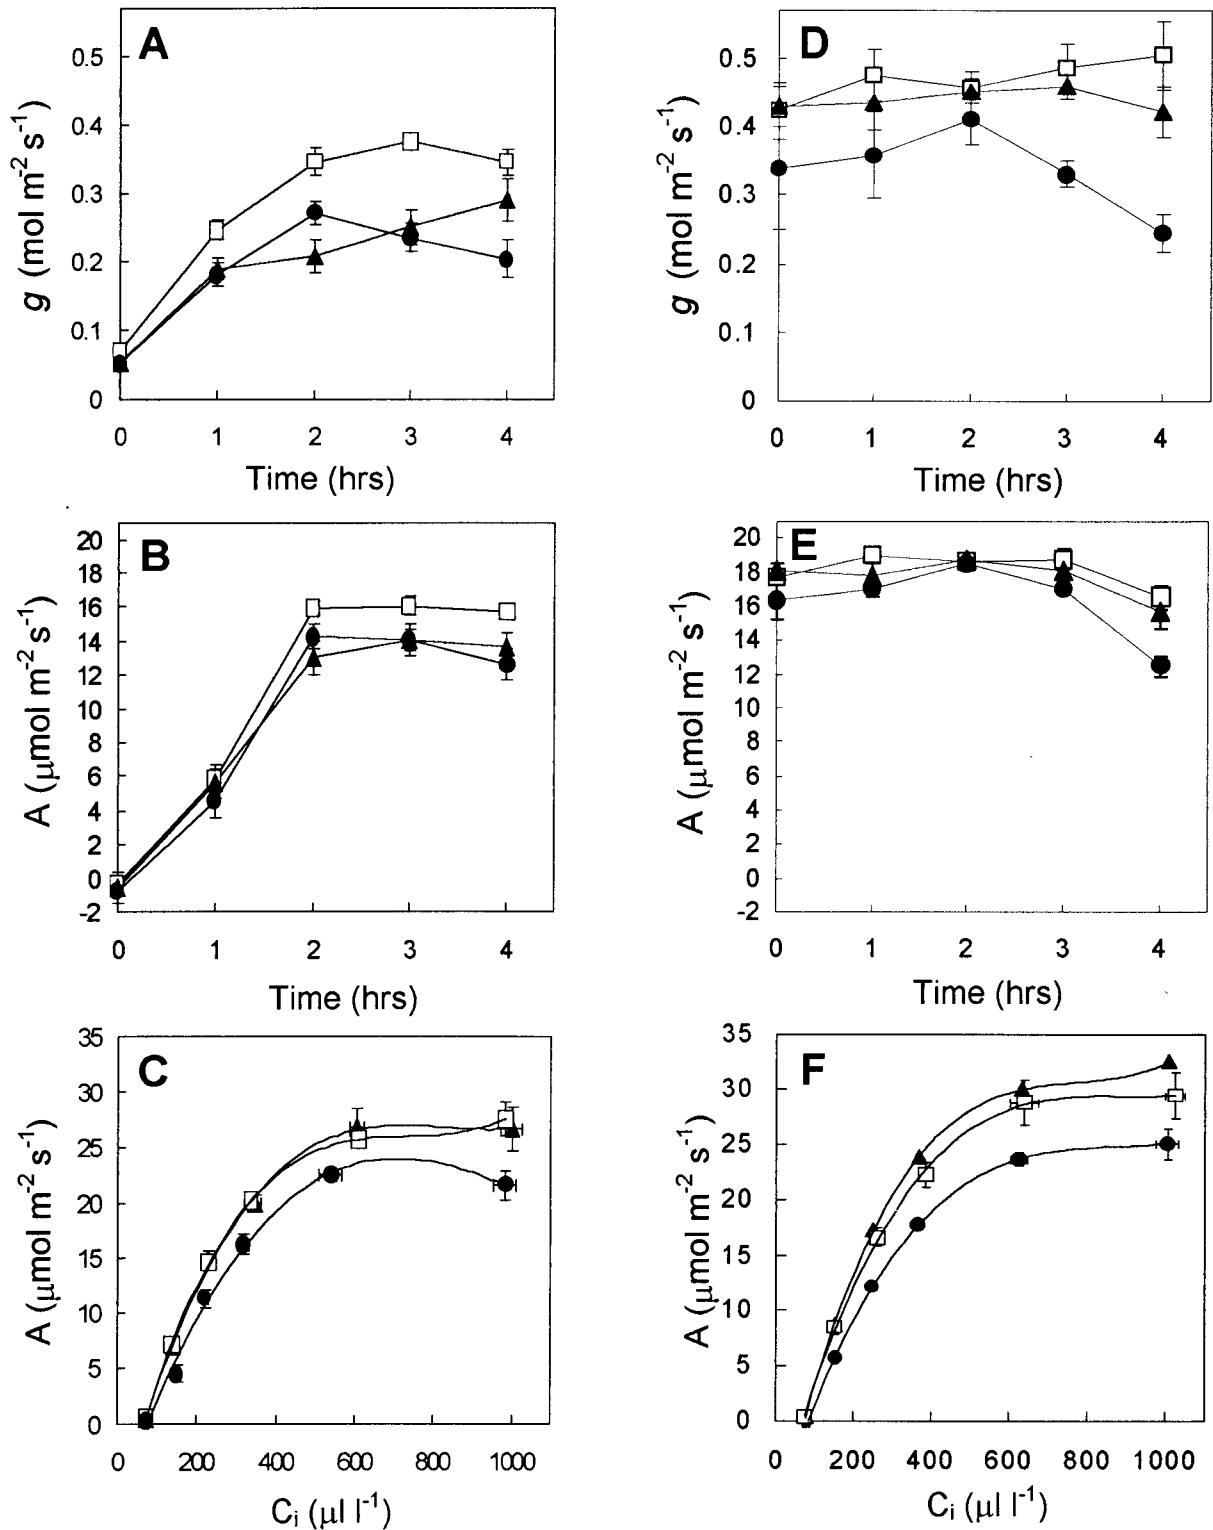 A
0.5
0.4
0.3
0.2
0.1
0
g (mol m-2 s-1)
0 1 2 3 4
Time (hrs)
D
0.5
0.4
0.3
0.2
0.1
0
g (mol m-2 s-1)
0 1 2 3 4
Time (hrs)
B
20
18
16
14
12
10
8
6
4
2
0
-2
A (μmol m-2 s-1)
0 1 2 3 4
Time (hrs)
E
20
18
16
14
12
10
8
6
4
2
0
-2
A (μmol m-2 s-1)
0 1 2 3 4
Time (hrs)
C
35
30
25
20
15
10
5
0
A (μmol m-2 s-1)
0 200 400 600 800 1000
Ci (μl l-1)
F
35
30
25
20
15
10
5
0
A (μmol m-2 s-1)
0 200 400 600 800 1000
Ci (μl l-1)